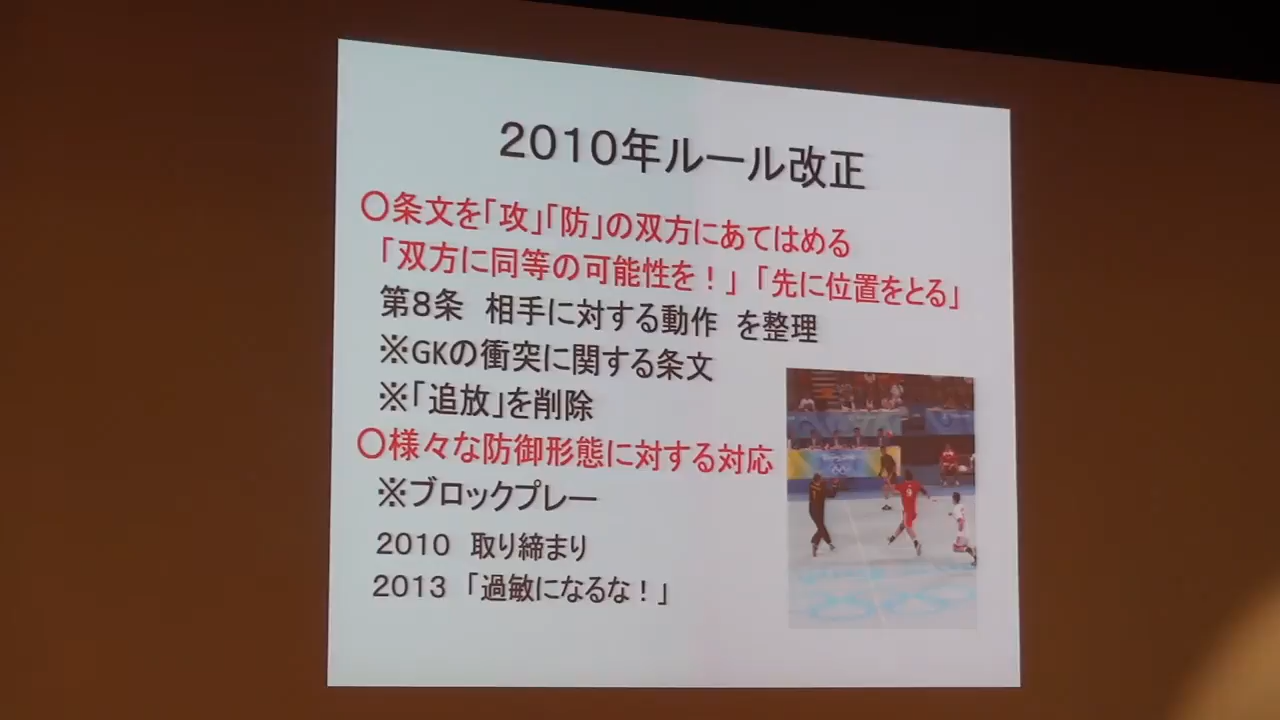 2010年ルール改正
○条文を「攻」「防」の双方にあてはめる
「双方に同等の可能性を！」「先に位置をとる」
第8条　相手に対する動作　を整理
※GKの衝突に関する条文
※「追放」を削除
○様々な防御形態に対する対応
※ブロックプレー
2010　取り締まり
2013　「過敏になるな！」